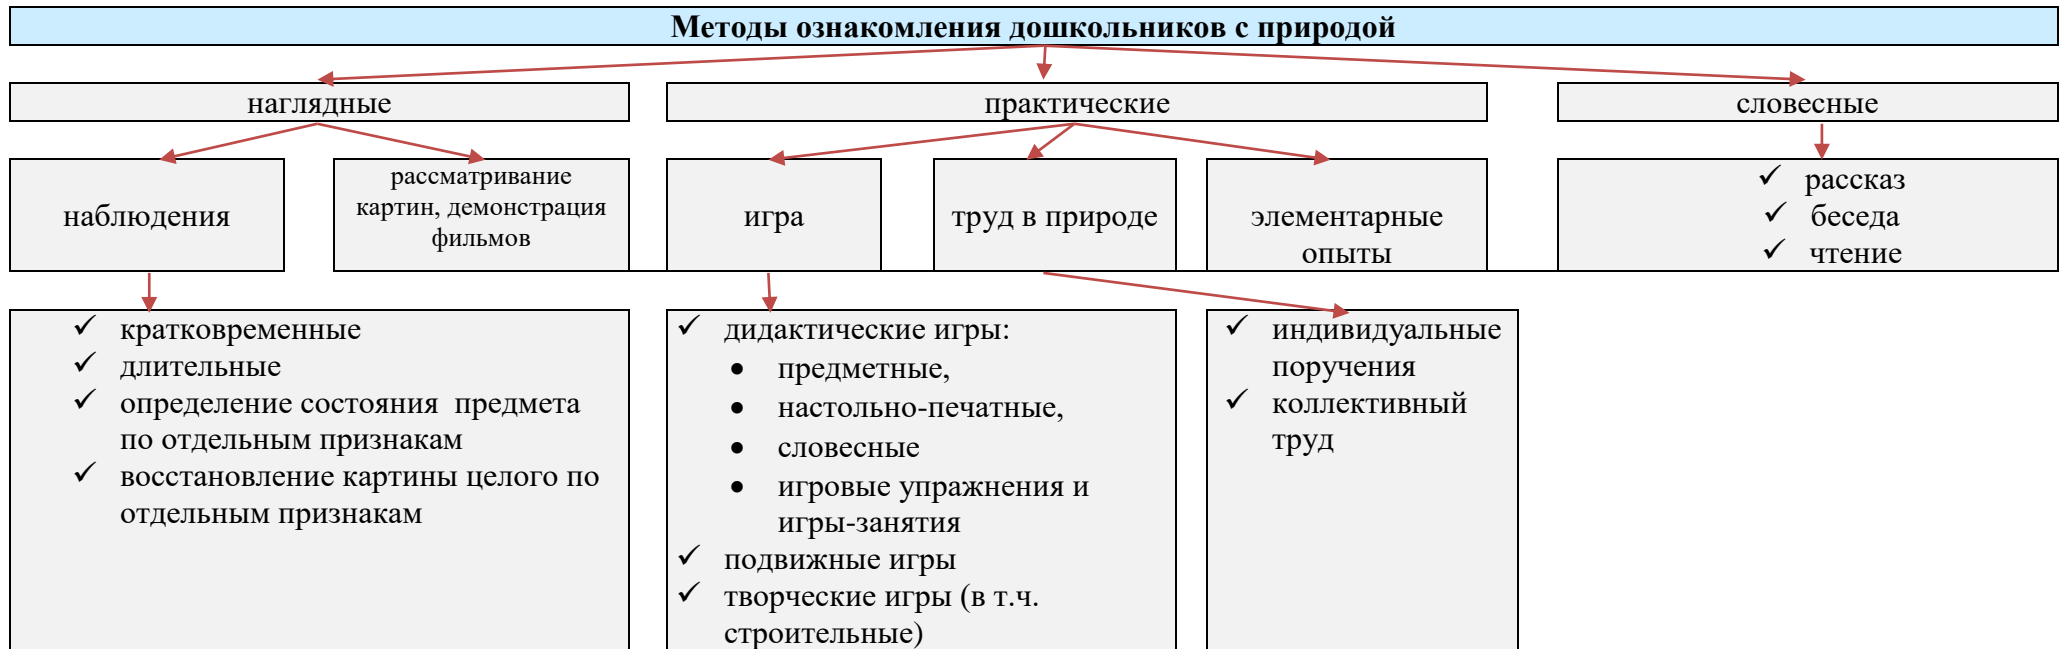 Методы ознакомления дошкольников с природой
наглядные
практические
словесные
наблюдения
рассматривание
картин, демонстрация
фильмов
игра
труд в природе
элементарные
опыты
✓ рассказ
✓ беседа
✓ чтение
✓ кратковременные
✓ длительные
✓ определение состояния предмета
по отдельным признакам
✓ восстановление картины целого по
отдельным признакам
✓ дидактические игры:
• предметные,
• настольно-печатные,
• словесные
• игровые упражнения и
игры-занятия
✓ подвижные игры
✓ творческие игры (в т.ч.
строительные)
✓ индивидуальные
поручения
✓ коллективный
труд